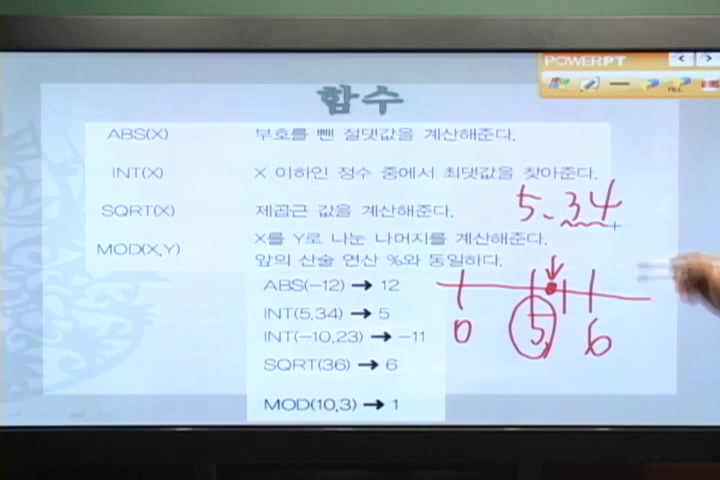 POWERPT
ALL
함수
ABS(X) 부호를 뺀 절댓값을 계산해준다.
INT(X) X 이하인 정수 중에서 최댓값을 찾아준다.
SQRT(X) 제곱근 값을 계산해준다.
MOD(X,Y) X를 Y로 나눈 나머지를 계산해준다.
앞의 산술 연산 %와 동일하다.
5.34
ABS(-12) → 12
INT(5.34) → 5
INT(-10.23) → -11
SQRT(36) → 6
MOD(10,3) → 1
0 5 6